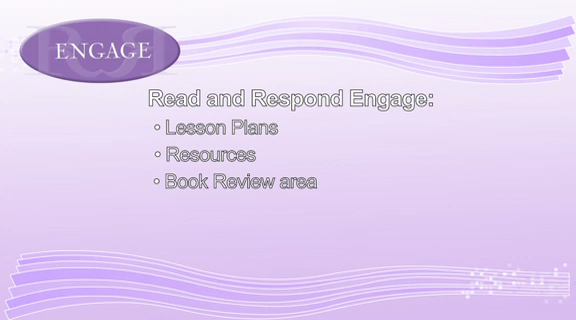 ENGAGE
Read and Respond Engage:
• Lesson Plans
• Resources
• Book Review area